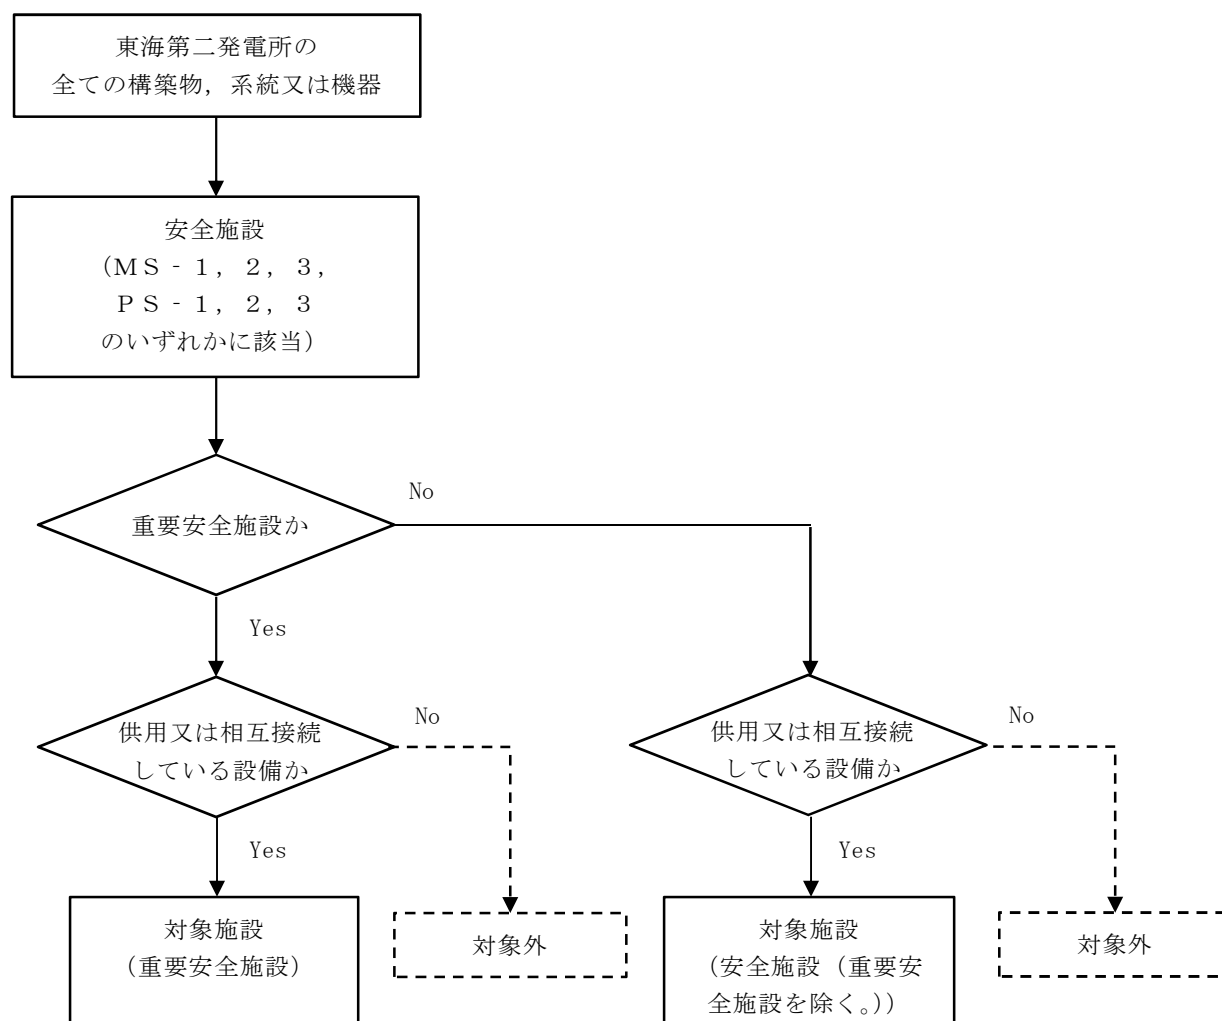 東海第二発電所の
全ての構築物，系統又は機器
安全施設
（ＭＳ‐１，２，３，
ＰＳ‐１，２，３
のいずれかに該当）
重要安全施設か
No
Yes
供用又は相互接続
している設備か
No
供用又は相互接続
している設備か
No
Yes
Yes
対象施設
（重要安全施設）
対象外
対象施設
（安全施設（重要安
全施設を除く。））
対象外